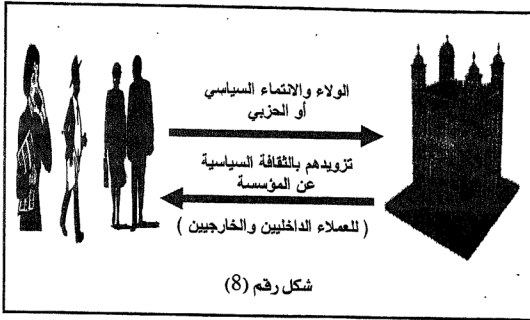 الولاء والانتماء السياسي
أو الحزبي
تزويدهم بالثقافة السياسية
عن المؤسسة
( للعملاء الداخليين والخارجيين )
شكل رقم (8)